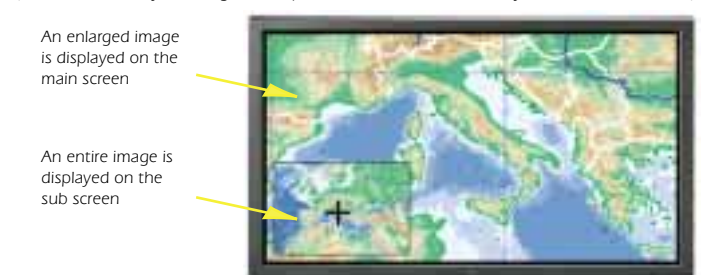 An enlarged image
is displayed on the
main screen
An entire image is
displayed on the
sub screen